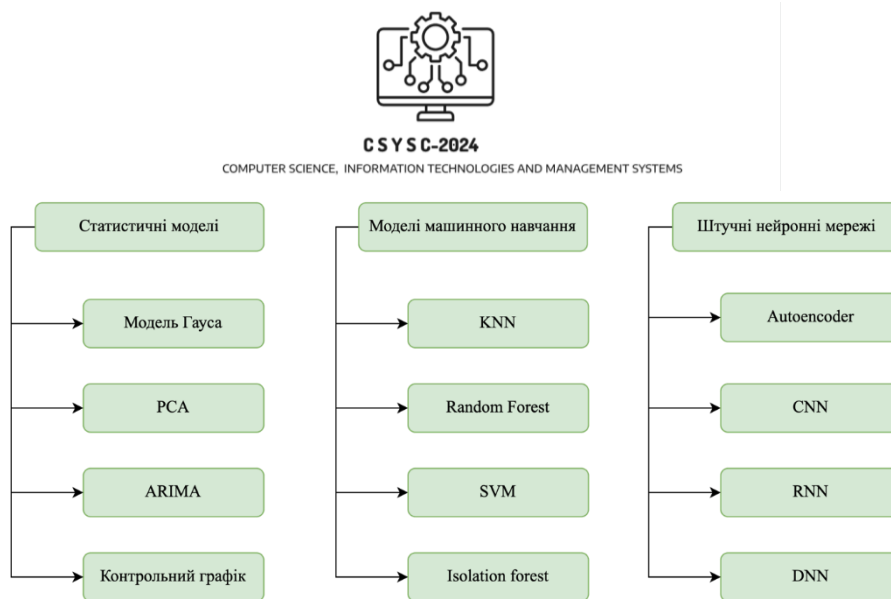 CSYSC-2024
COMPUTER SCIENCE, INFORMATION TECHNOLOGIES AND MANAGEMENT SYSTEMS
Статистичні моделі
Модель Гауса
PCA
ARIMA
Контрольний графік
Моделі машинного навчання
KNN
Random Forest
SVM
Isolation forest
Штучні нейронні мережі
Autoencoder
CNN
RNN
DNN